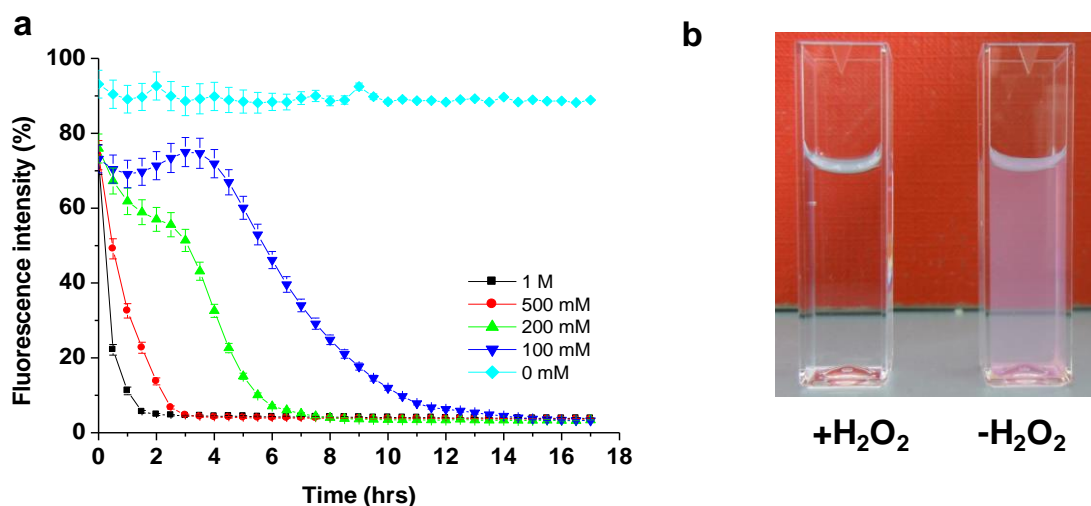 a
b
Fluorescence intensity (%)
100
80
60
40
20
0
0 2 4 6 8 10 12 14 16 18
Time (hrs)
1 M
500 mM
200 mM
100 mM
0 mM
+H₂O₂ -H₂O₂